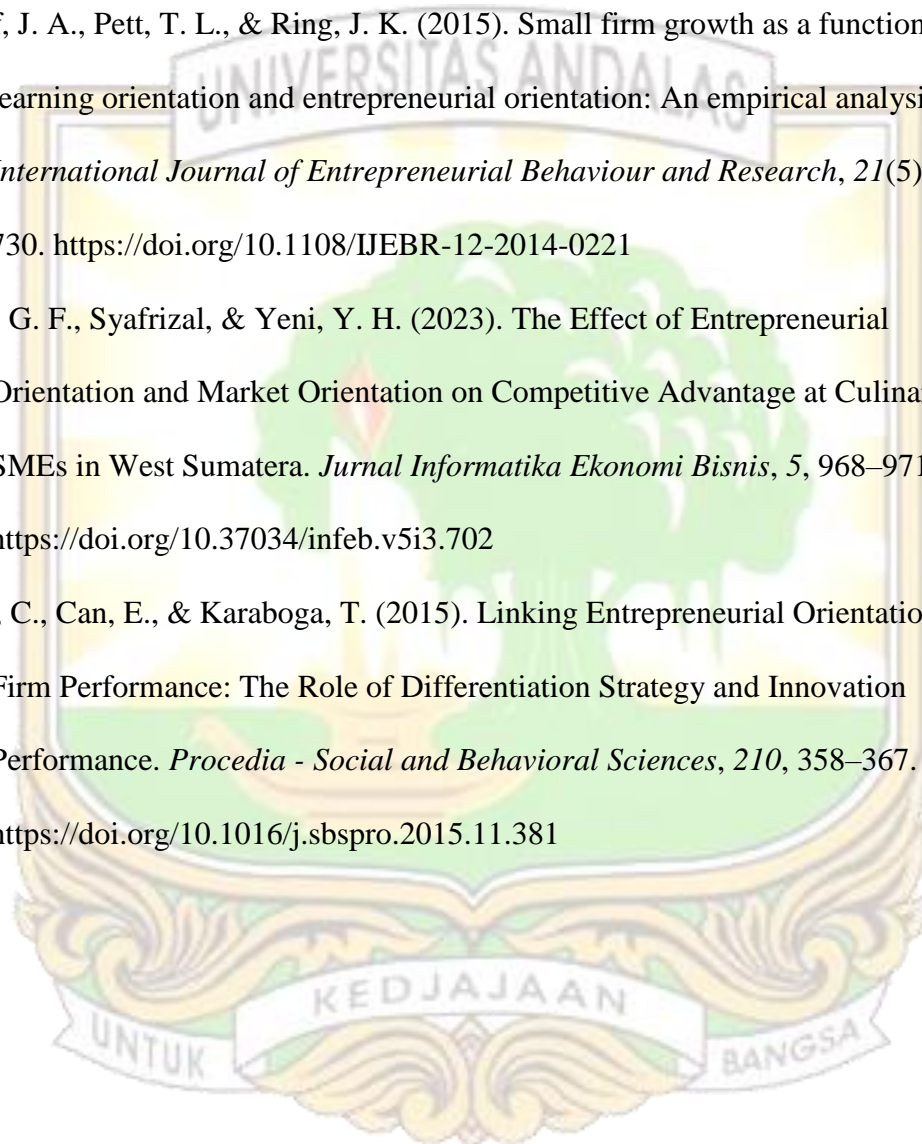 f, J. A., Pett, T. L., & Ring, J. K. (2015). Small firm growth as a function
earning orientation and entrepreneurial orientation: An empirical analysi
nternational Journal of Entrepreneurial Behaviour and Research, 21(5)
730. https://doi.org/10.1108/IJEBR-12-2014-0221
G. F., Syafrizal, & Yeni, Y. H. (2023). The Effect of Entrepreneurial
Orientation and Market Orientation on Competitive Advantage at Culina
SMEs in West Sumatera. Jurnal Informatika Ekonomi Bisnis, 5, 968–971
https://doi.org/10.37034/infeb.v5i3.702
, C., Can, E., & Karaboga, T. (2015). Linking Entrepreneurial Orientatio
Firm Performance: The Role of Differentiation Strategy and Innovation
Performance. Procedia - Social and Behavioral Sciences, 210, 358–367.
https://doi.org/10.1016/j.sbspro.2015.11.381
UNIVERSITAS ANDALAS
UNTUK KEDJAJAAN BANGSA